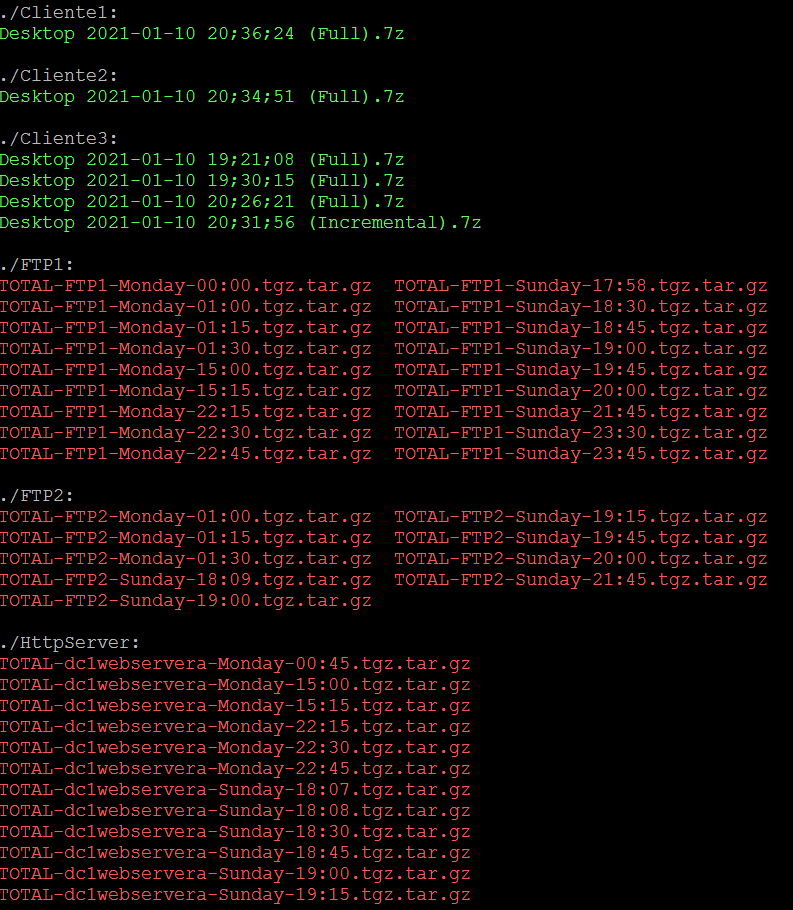 ./Cliente1:
Desktop 2021-01-10 20;36;24 (Full).7z
./Cliente2:
Desktop 2021-01-10 20;34;51 (Full).7z
./Cliente3:
Desktop 2021-01-10 19;21;08 (Full).7z
Desktop 2021-01-10 19;30;15 (Full).7z
Desktop 2021-01-10 20;26;21 (Full).7z
Desktop 2021-01-10 20;31;56 (Incremental).7z
./FTP1:
TOTAL-FTP1-Monday-00:00.tgz.tar.gz  TOTAL-FTP1-Sunday-17:58.tgz.tar.gz
TOTAL-FTP1-Monday-01:00.tgz.tar.gz  TOTAL-FTP1-Sunday-18:30.tgz.tar.gz
TOTAL-FTP1-Monday-01:15.tgz.tar.gz  TOTAL-FTP1-Sunday-18:45.tgz.tar.gz
TOTAL-FTP1-Monday-01:30.tgz.tar.gz  TOTAL-FTP1-Sunday-19:00.tgz.tar.gz
TOTAL-FTP1-Monday-15:00.tgz.tar.gz  TOTAL-FTP1-Sunday-19:45.tgz.tar.gz
TOTAL-FTP1-Monday-15:15.tgz.tar.gz  TOTAL-FTP1-Sunday-20:00.tgz.tar.gz
TOTAL-FTP1-Monday-22:15.tgz.tar.gz  TOTAL-FTP1-Sunday-21:45.tgz.tar.gz
TOTAL-FTP1-Monday-22:30.tgz.tar.gz  TOTAL-FTP1-Sunday-23:30.tgz.tar.gz
TOTAL-FTP1-Monday-22:45.tgz.tar.gz  TOTAL-FTP1-Sunday-23:45.tgz.tar.gz
./FTP2:
TOTAL-FTP2-Monday-01:00.tgz.tar.gz  TOTAL-FTP2-Sunday-19:15.tgz.tar.gz
TOTAL-FTP2-Monday-01:15.tgz.tar.gz  TOTAL-FTP2-Sunday-19:45.tgz.tar.gz
TOTAL-FTP2-Monday-01:30.tgz.tar.gz  TOTAL-FTP2-Sunday-20:00.tgz.tar.gz
TOTAL-FTP2-Sunday-18:09.tgz.tar.gz  TOTAL-FTP2-Sunday-21:45.tgz.tar.gz
TOTAL-FTP2-Sunday-19:00.tgz.tar.gz
./HttpServer:
TOTAL-dc1webservera-Monday-00:45.tgz.tar.gz
TOTAL-dc1webservera-Monday-15:00.tgz.tar.gz
TOTAL-dc1webservera-Monday-15:15.tgz.tar.gz
TOTAL-dc1webservera-Monday-22:15.tgz.tar.gz
TOTAL-dc1webservera-Monday-22:30.tgz.tar.gz
TOTAL-dc1webservera-Monday-22:45.tgz.tar.gz
TOTAL-dc1webservera-Sunday-18:07.tgz.tar.gz
TOTAL-dc1webservera-Sunday-18:08.tgz.tar.gz
TOTAL-dc1webservera-Sunday-18:30.tgz.tar.gz
TOTAL-dc1webservera-Sunday-18:45.tgz.tar.gz
TOTAL-dc1webservera-Sunday-19:00.tgz.tar.gz
TOTAL-dc1webservera-Sunday-19:15.tgz.tar.gz